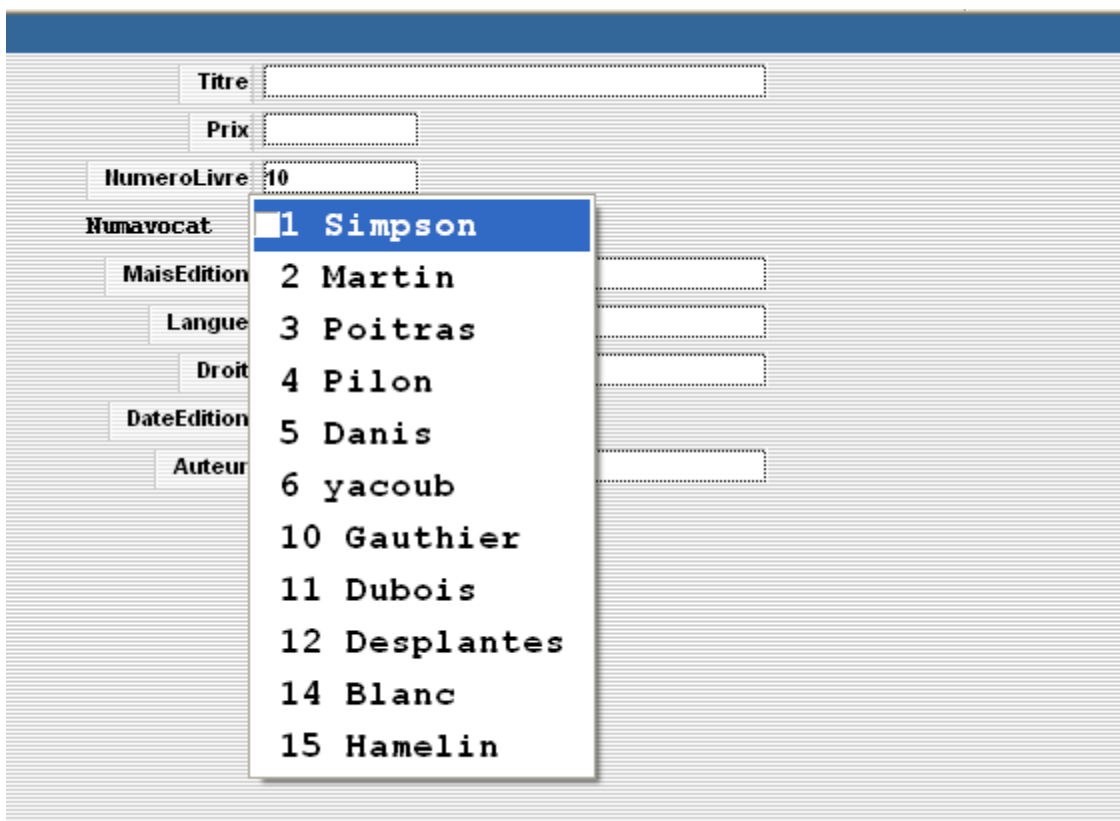 Titre
Prix
NumeroLivre 10
Numavocat 1 Simpson
2 Martin
MaisEdition
3 Poitras
Langue
4 Pilon
Droit
5 Danis
DateEdition
6 yacoub
Auteur
10 Gauthier
11 Dubois
12 Desplantes
14 Blanc
15 Hamelin